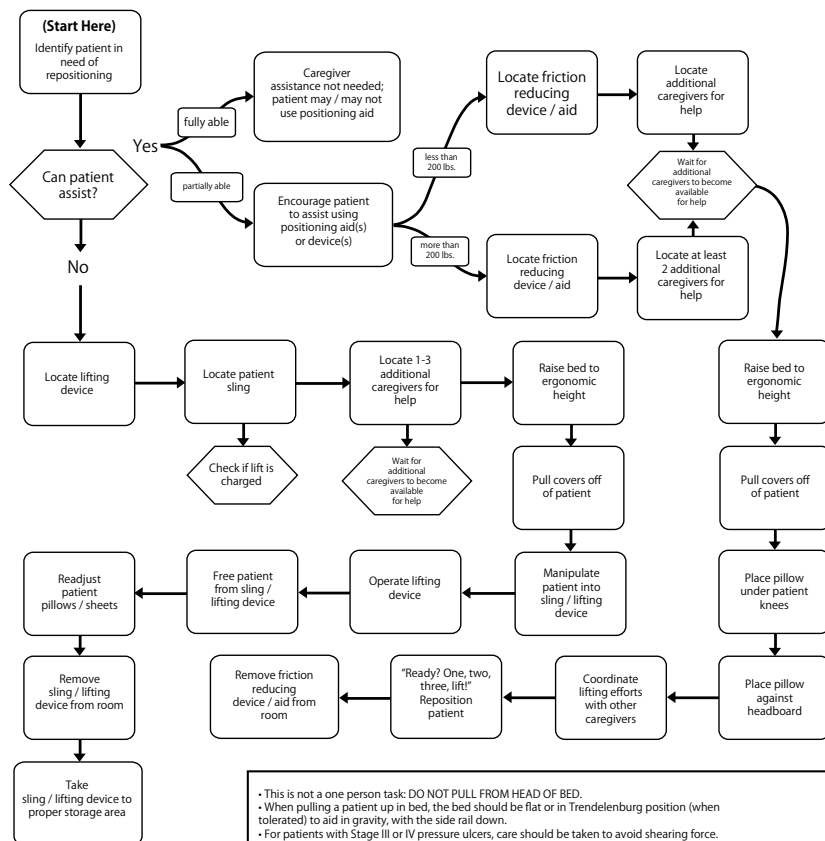 (Start Here)
Identify patient in
need of
repositioning
Can patient
assist?
Yes
fully able
Caregiver
assistance not needed;
patient may / may not
use positioning aid
partially able
Encourage patient
to assist using
positioning aid(s)
or device(s)
less than
200 lbs.
Locate friction
reducing
device / aid
Locate
additional
caregivers for
help
more than
200 lbs.
Locate friction
reducing
device / aid
Locate at least
2 additional
caregivers for
help
Wait for
additional
caregivers to become
available
for help
Raise bed to
ergonomic
height
Pull covers off
of patient
Place pillow
under patient
knees
Place pillow
against
headboard
Coordinate
lifting efforts
with other
caregivers
"Ready? One, two,
three, lift!"
Reposition
patient
Remove friction
reducing
device / aid from
room
No
Locate lifting
device
Locate patient
sling
Check if lift is
charged
Locate 1-3
additional
caregivers for
help
Wait for
additional
caregivers to become
available
for help
Raise bed to
ergonomic
height
Pull covers off
of patient
Manipulate
patient into
sling / lifting
device
Operate lifting
device
Free patient
from sling /
lifting device
Readjust
patient
pillows / sheets
Remove
sling / lifting
device from room
Take
sling / lifting device to
proper storage area
• This is not a one person task: DO NOT PULL FROM HEAD OF BED.
• When pulling a patient up in bed, the bed should be flat or in Trendelenburg position (when
tolerated) to aid in gravity, with the side rail down.
• For patients with Stage III or IV pressure ulcers, care should be taken to avoid shearing force.